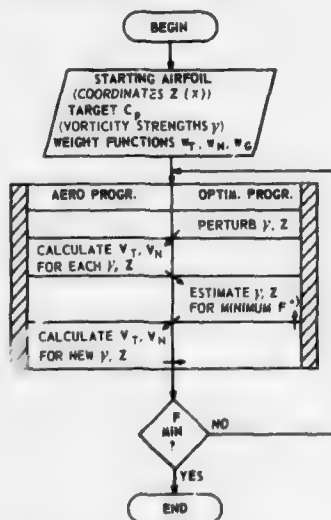 BEGIN
STARTING AIRFOIL
(COORDINATES Z (x))
TARGET Cp
(VORTICITY STRENGTHS γ)
WEIGHT FUNCTIONS WT, WN, WG
AERO PROGR. OPTIM. PROGR.
PERTURB γ, Z
CALCULATE VT, VN
FOR EACH γ, Z
ESTIMATE γ, Z
FOR MINIMUM F *)
CALCULATE VT, VN
FOR NEW γ, Z
F
MIN
?
NO
YES
END